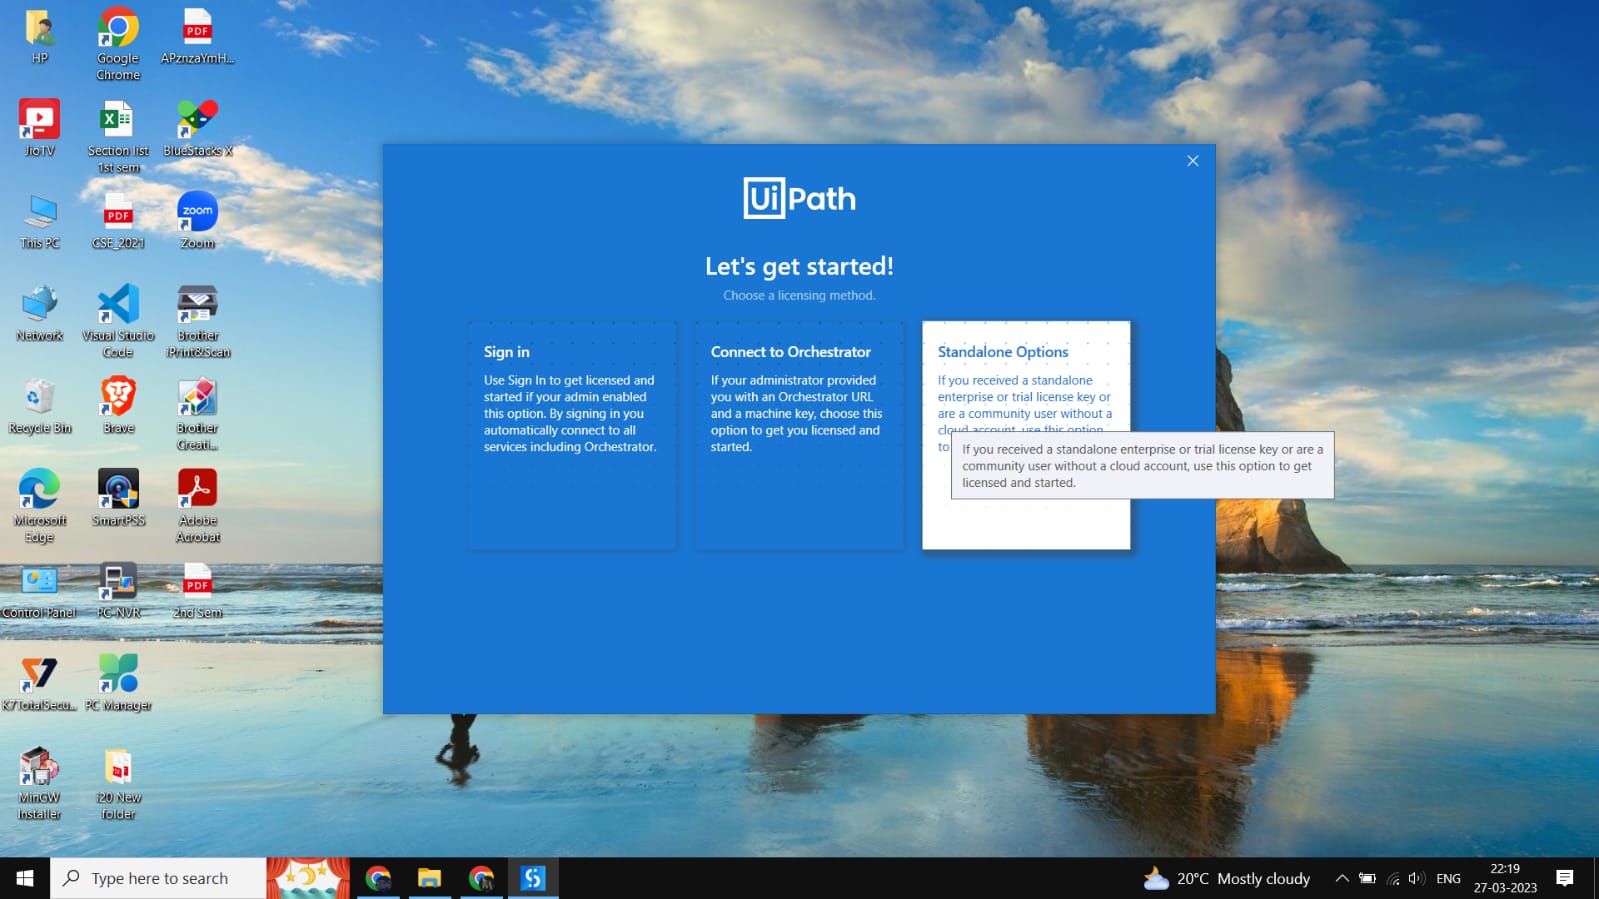 HP
Google
Chrome
APznzaYmH...
JioTV
Section list
1st sem
BlueStacks X
This PC
PDF
CSE_2021
zoom
Zoom
Network
Visual Studio
Code
Brother
iPrint&Scan
Recycle Bin
Brave
Brother
Creati...
Microsoft
Edge
SmartPSS
Adobe
Acrobat
Control Panel
PC-NVR
PDF
2nd Sem
K7TotalSecu...
PC Manager
MinGW
Installer
i20 New
folder
PDF
UiPath
Let's get started!
Choose a licensing method.
Sign in
Use Sign In to get licensed and
started if your admin enabled
this option. By signing in you
automatically connect to all
services including Orchestrator.
Connect to Orchestrator
If your administrator provided
you with an Orchestrator URL
and a machine key, choose this
option to get you licensed and
started.
Standalone Options
If you received a standalone
enterprise or trial license key or
are a community user without a
cloud account, use this option
to
If you received a standalone enterprise or trial license key or are a
community user without a cloud account, use this option to get
licensed and started.
Type here to search
20°C Mostly cloudy
ENG
22:19
27-03-2023